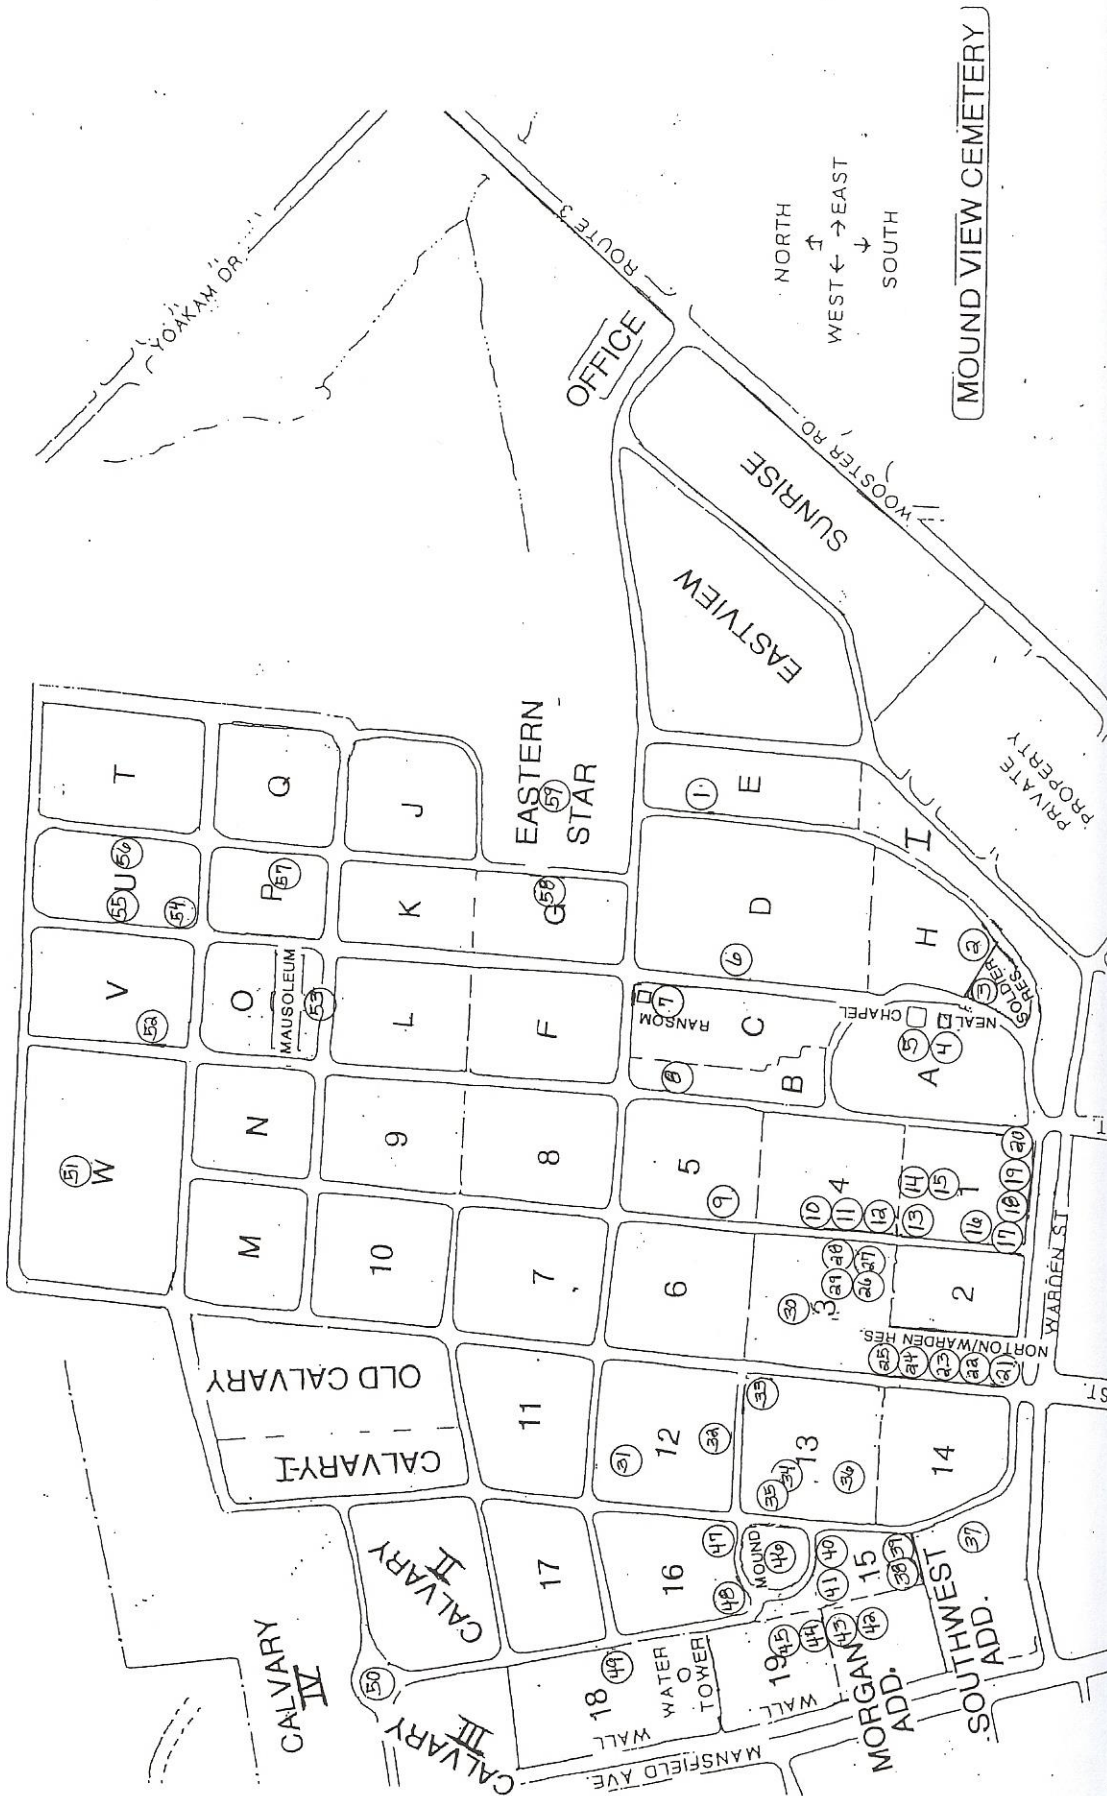 MOUND VIEW CEMETERY
NORTH
WEST ← → EAST
SOUTH
YOAKAM DR.
ROUTE 3
WOOSTER RD
OFFICE
SUNRISE
EASTVIEW
PRIVATE
PROPERTY
EASTERN
59
STAR
T
Q
J
56
U
55
54
P
57
K
G
58
V
52
O
MAUSOLEUM
53
L
F
W
51
N
M
9
8
10
7
E
1
D
6
I
H
2
SOLDIER
RES.
3
RANSOM
7
C
8
B
CHAPEL
NEAL
5
4
A
5
9
4
10
11
12
13
14
15
1
16
17
18
19
20
6
3
30
29
28
27
26
2
NORTON/WARDEN RES.
25
24
23
22
21
WARDEN ST
ST.
OLD CALVARY
CALVARY-I
CALVARY
II
CALVARY
III
CALVARY
IV
50
11
12
31
32
13
33
34
35
36
14
17
16
47
48
MOUND
46
15
40
41
39
38
37
18
49
WATER
O
TOWER
19
45
44
43
42
WALL
WALL
MORGAN
ADD.
SOUTHWEST
ADD.
MANSFIELD AVE.